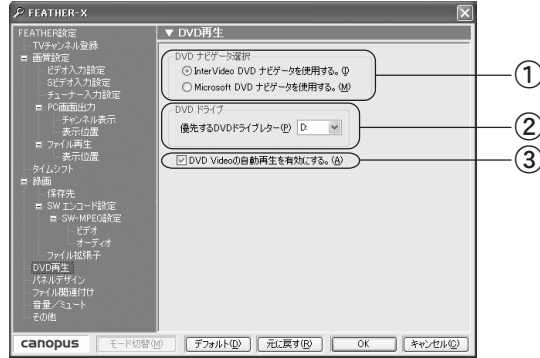 FEATHER-X
FEATHER設定
TVチャンネル登録
画質設定
ビデオ入力設定
Sビデオ入力設定
チューナー入力設定
PC画面出力
チャンネル表示
表示位置
ファイル再生
表示位置
タイムシフト
録画
保存先
SW エンコード設定
SW-MPEG設定
ビデオ
オーディオ
ファイル拡張子
DVD再生
パネルデザイン
ファイル関連付け
音量/ミュート
その他
▼ DVD再生
DVD ナビゲータ選択
InterVideo DVD ナビゲータを使用する。(I)
Microsoft DVD ナビゲータを使用する。(M)
①
DVD ドライブ
優先するDVDドライブレター(P) D:
②
DVD Videoの自動再生を有効にする。(A)
③
canopus モード切替(M) デフォルト(D) 元に戻す(R) OK キャンセル(C)